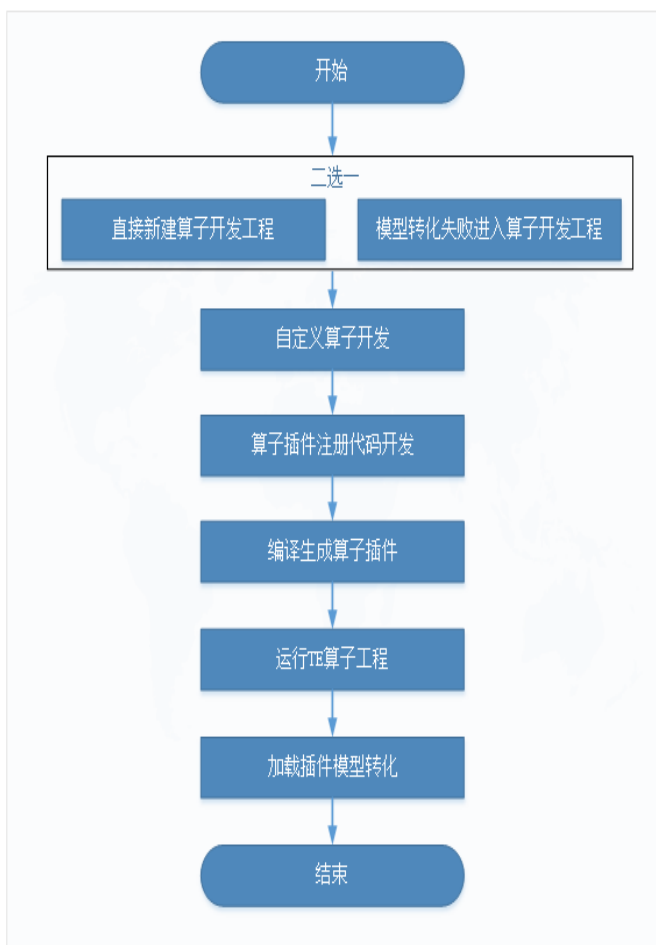 开始
二选一
直接新建算子开发工程
模型转化失败进入算子开发工程
自定义算子开发
算子插件注册代码开发
编译生成算子插件
运行TE算子工程
加载插件模型转化
结束